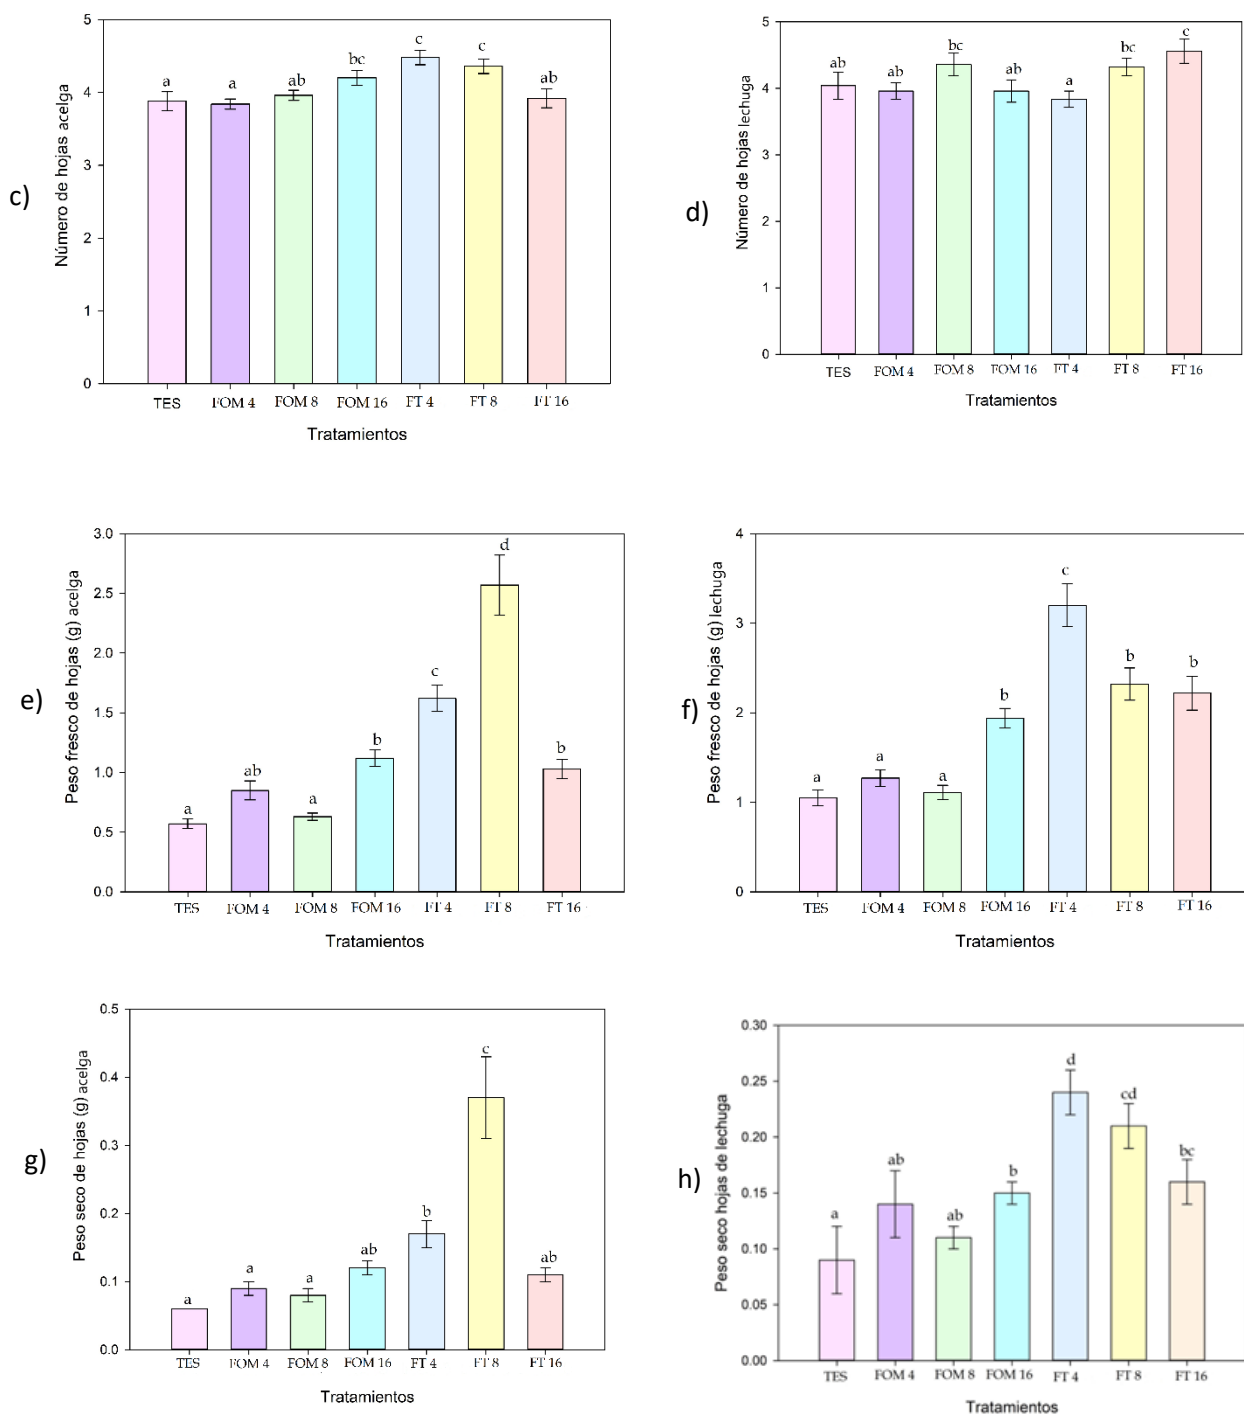 c)
Número de hojas acelga
5
4
3
2
1
0
a
a
ab
bc
c
c
ab
TES FOM 4 FOM 8 FOM 16 FT 4 FT 8 FT 16
Tratamientos
d)
Número de hojas lechuga
5
4
3
2
1
0
ab
ab
bc
ab
a
bc
c
TES FOM 4 FOM 8 FOM 16 FT 4 FT 8 FT 16
Tratamientos
e)
Peso fresco de hojas (g) acelga
3.0
2.5
2.0
1.5
1.0
0.5
0.0
a
ab
a
b
c
d
b
TES FOM 4 FOM 8 FOM 16 FT 4 FT 8 FT 16
Tratamientos
f)
Peso fresco de hojas (g) lechuga
4
3
2
1
0
a
a
a
b
c
b
b
TES FOM 4 FOM 8 FOM 16 FT 4 FT 8 FT 16
Tratamientos
g)
Peso seco de hojas (g) acelga
0.5
0.4
0.3
0.2
0.1
0.0
a
a
a
ab
b
c
ab
TES FOM 4 FOM 8 FOM 16 FT 4 FT 8 FT 16
Tratamientos
h)
Peso seco hojas de lechuga
0.30
0.25
0.20
0.15
0.10
0.05
0.00
a
ab
ab
b
d
cd
bc
TES FOM 4 FOM 8 FOM 16 FT 4 FT 8 FT 16
Tratamientos